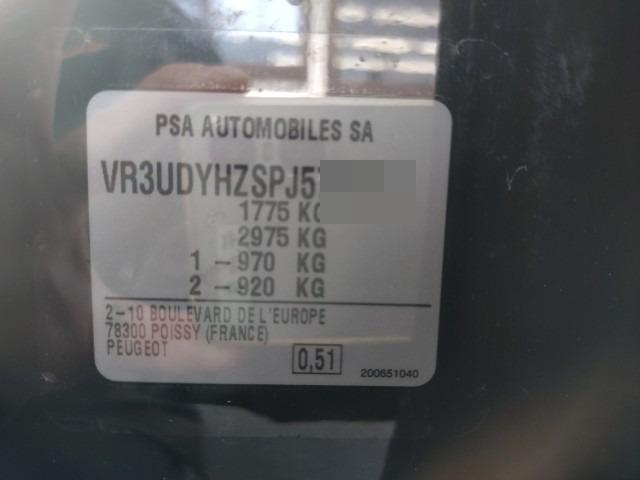 PSA AUTOMOBILES SA
VR3UDYHZSPJ5
1775 KG
2975 KG
1 – 970 KG
2 – 920 KG
2–10 BOULEVARD DE L'EUROPE
78300 POISSY (FRANCE)
PEUGEOT
0,51
200651040